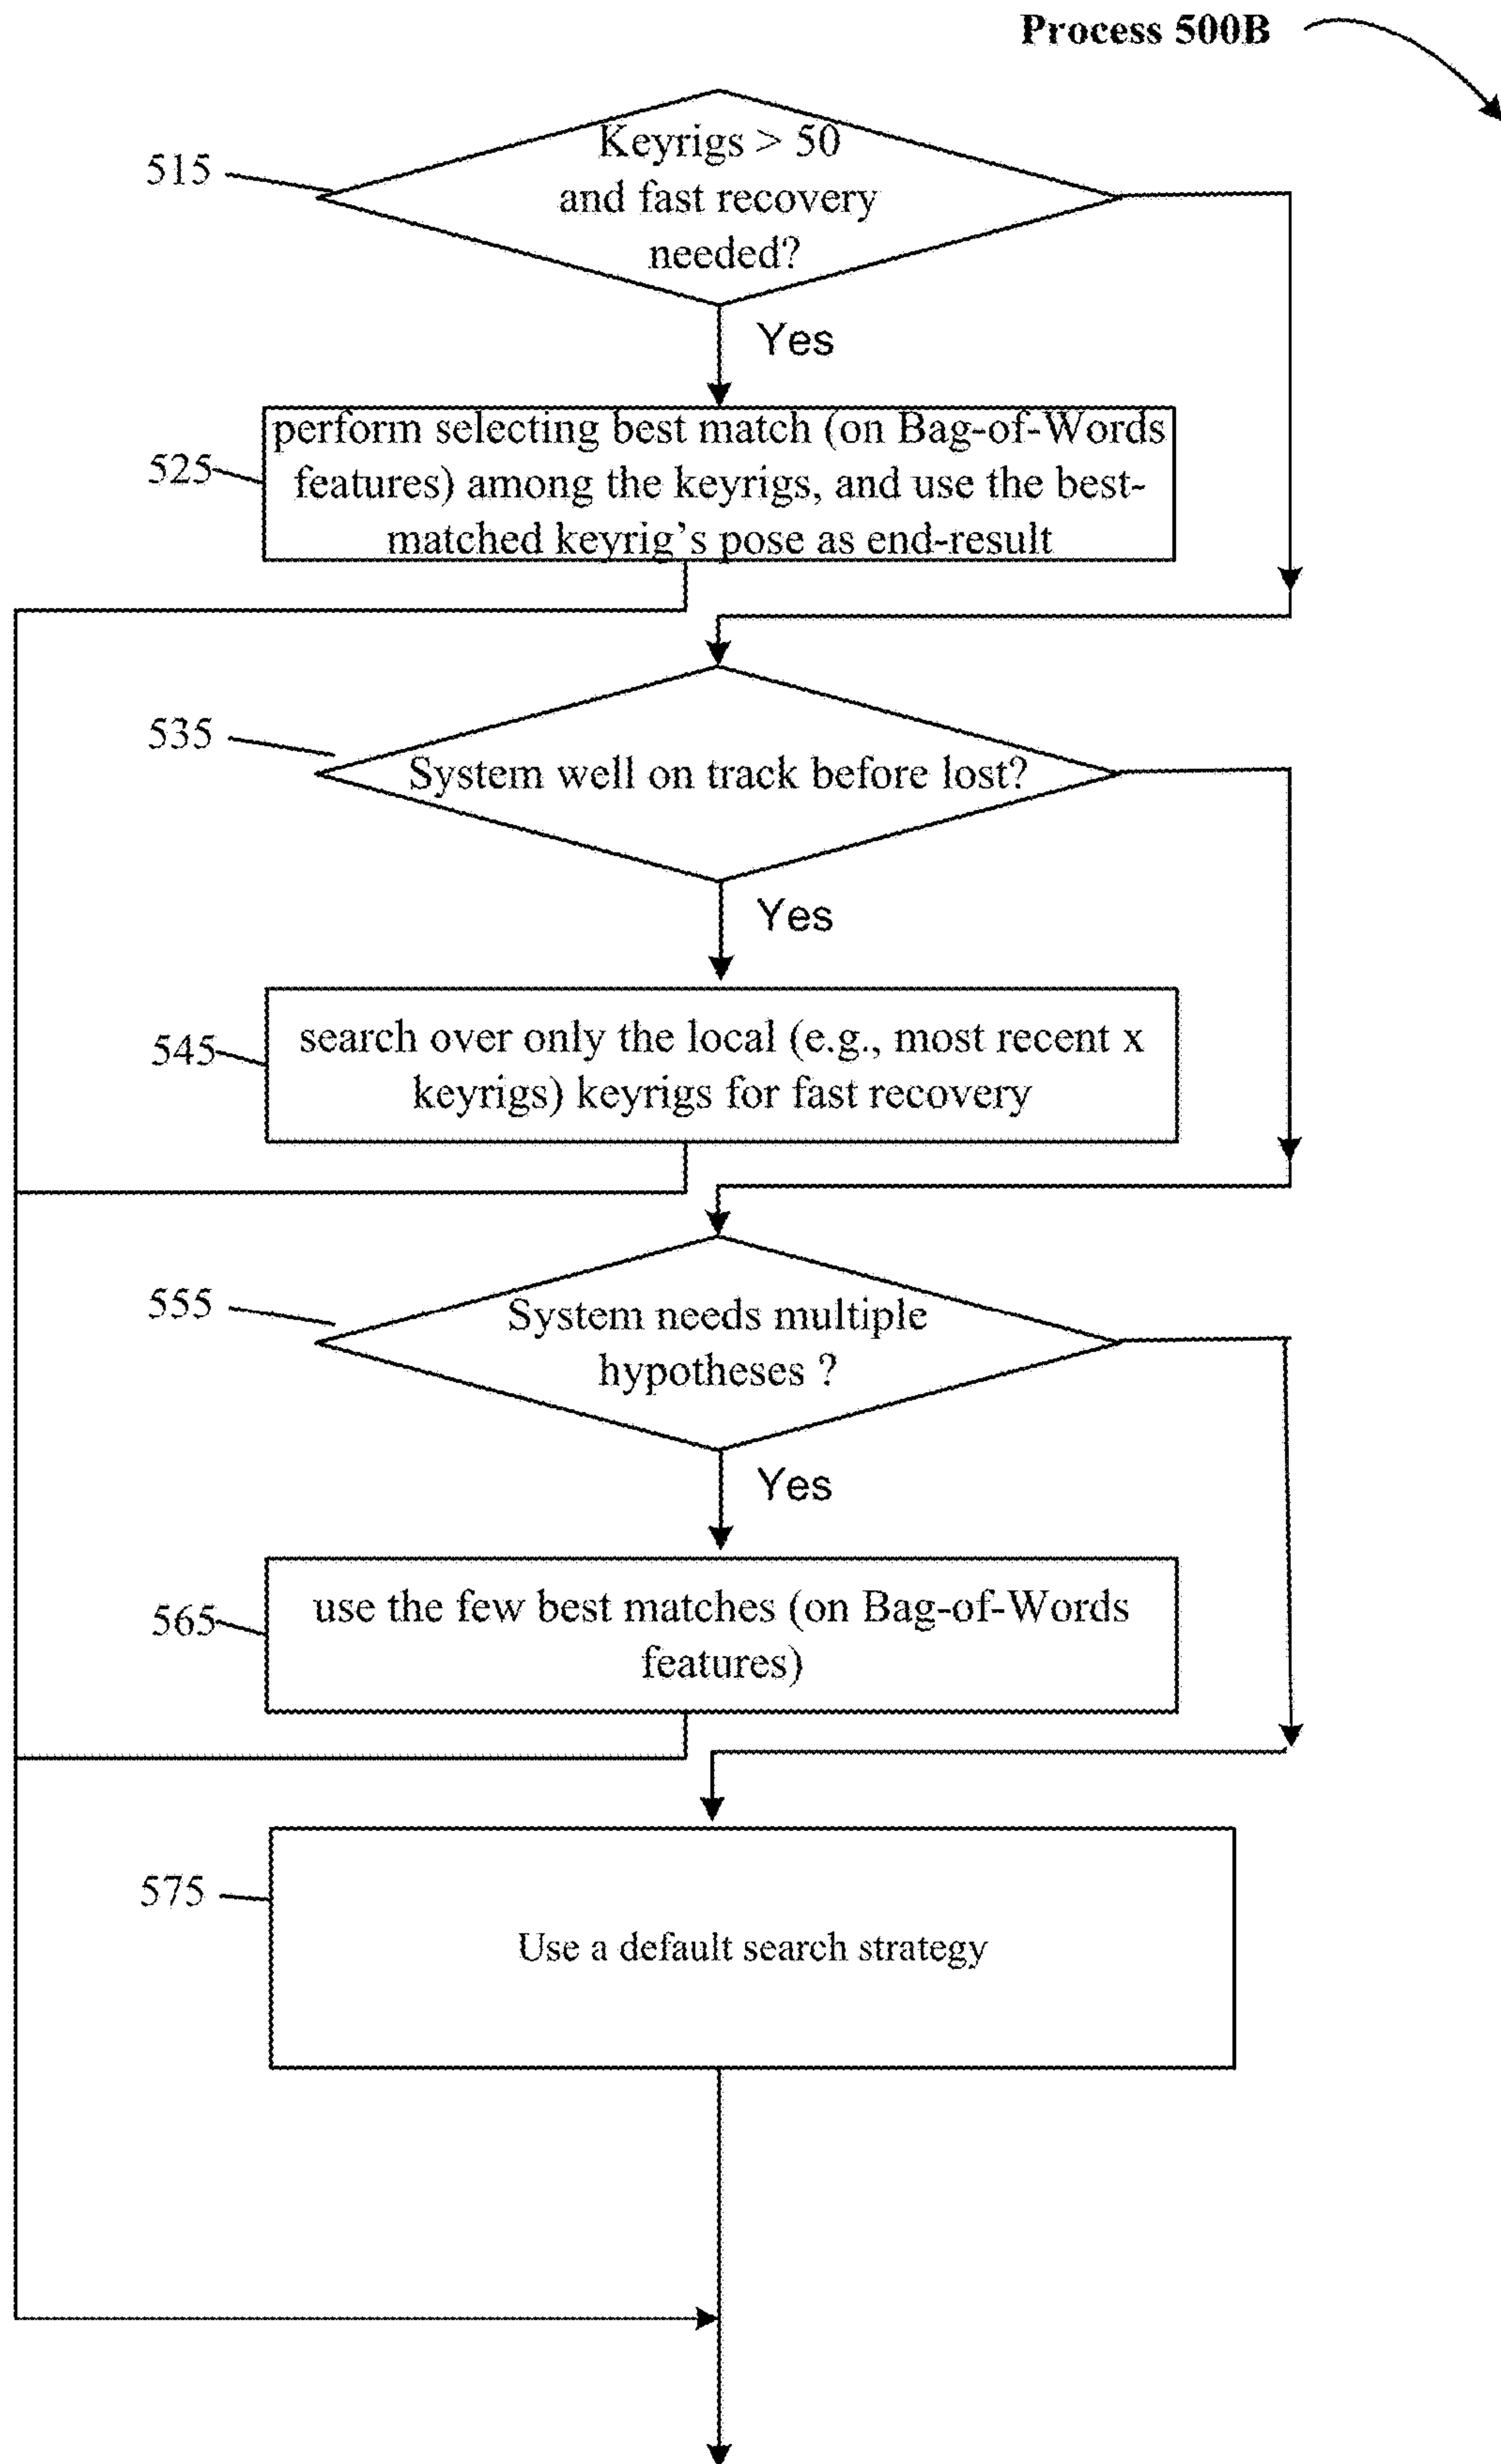 Process 500B
515
Keyrigs > 50
and fast recovery
needed?
Yes
525
perform selecting best match (on Bag-of-Words
features) among the keyrigs, and use the best-
matched keyrig's pose as end-result
535
System well on track before lost?
Yes
545
search over only the local (e.g., most recent x
keyrigs) keyrigs for fast recovery
555
System needs multiple
hypotheses ?
Yes
565
use the few best matches (on Bag-of-Words
features)
575
Use a default search strategy